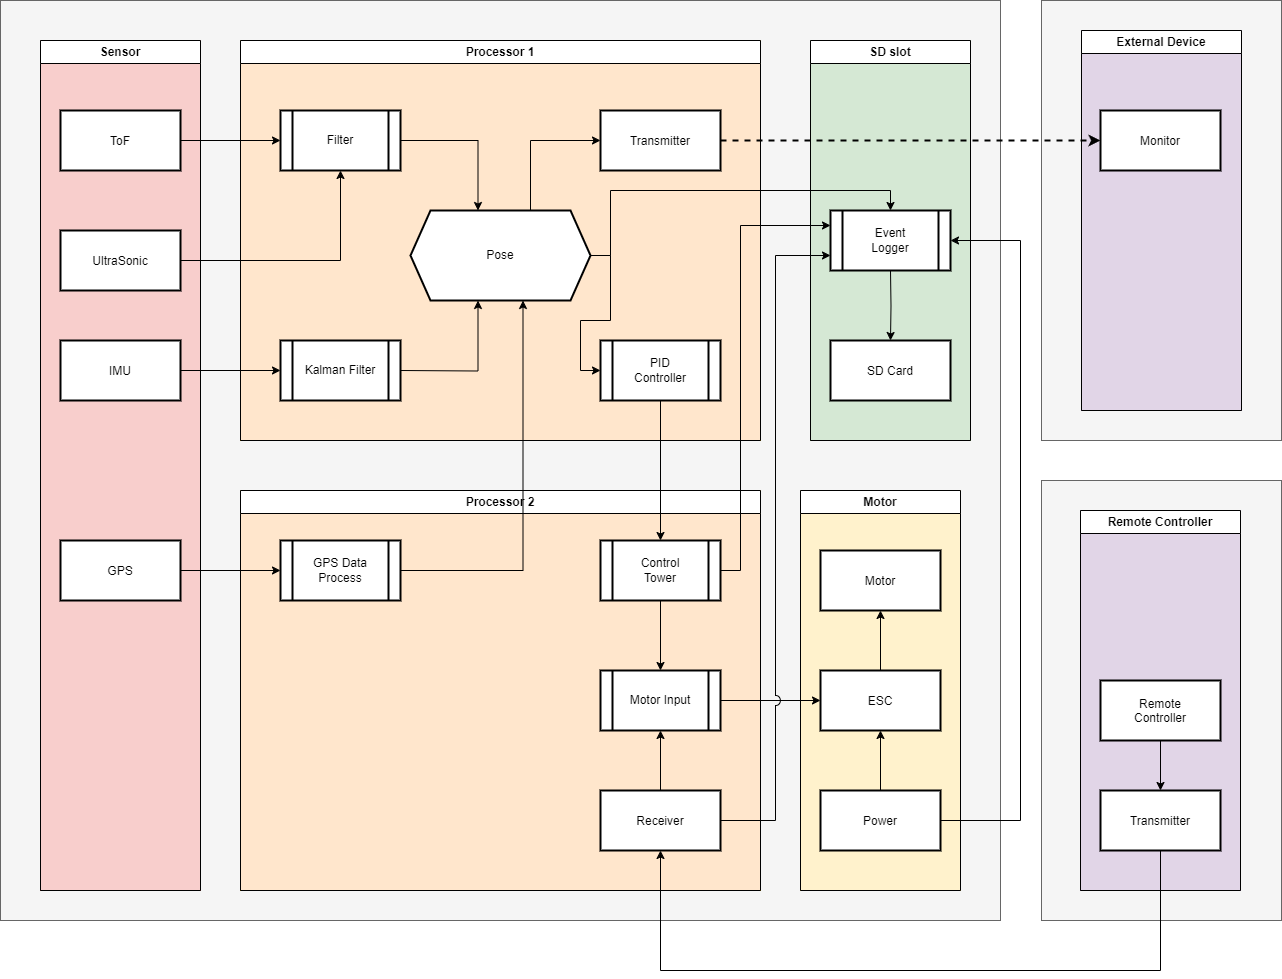 Sensor
Processor 1
SD slot
External Device
ToF
Filter
Transmitter
Monitor
UltraSonic
Pose
Event
Logger
IMU
Kalman Filter
PID
Controller
SD Card
Processor 2
Motor
Remote Controller
GPS
GPS Data
Process
Control
Tower
Motor
Motor Input
ESC
Remote
Controller
Receiver
Power
Transmitter